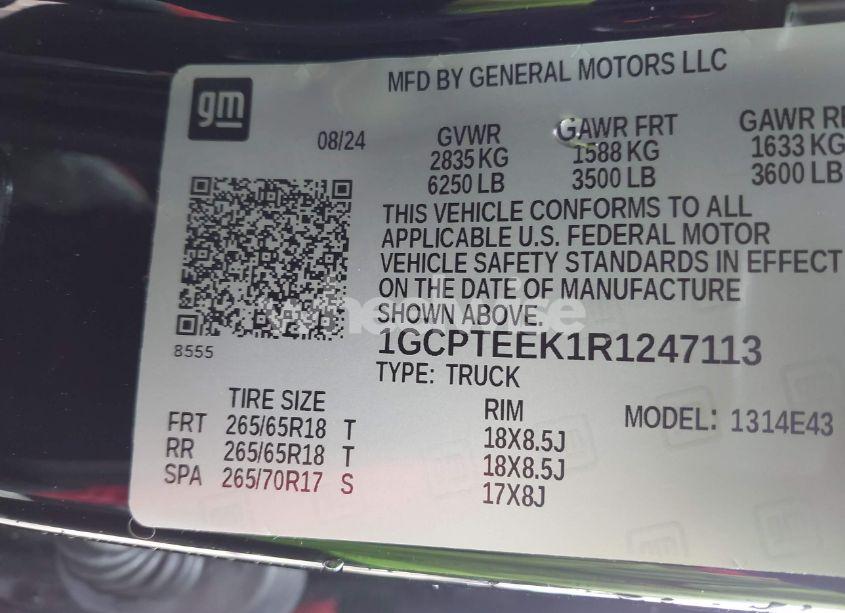 MFD BY GENERAL MOTORS LLC
gm
08/24
GVWR GAWR FRT GAWR R
2835 KG 1588 KG 1633 KG
6250 LB 3500 LB 3600 LB
THIS VEHICLE CONFORMS TO ALL
APPLICABLE U.S. FEDERAL MOTOR
VEHICLE SAFETY STANDARDS IN EFFECT
ON THE DATE OF MANUFACTURE
SHOWN ABOVE.
8555
1GCPTEEK1R1247113
TYPE: TRUCK
TIRE SIZE RIM MODEL: 1314E43
FRT 265/65R18 T 18X8.5J
RR 265/65R18 T 18X8.5J
SPA 265/70R17 S 17X8J